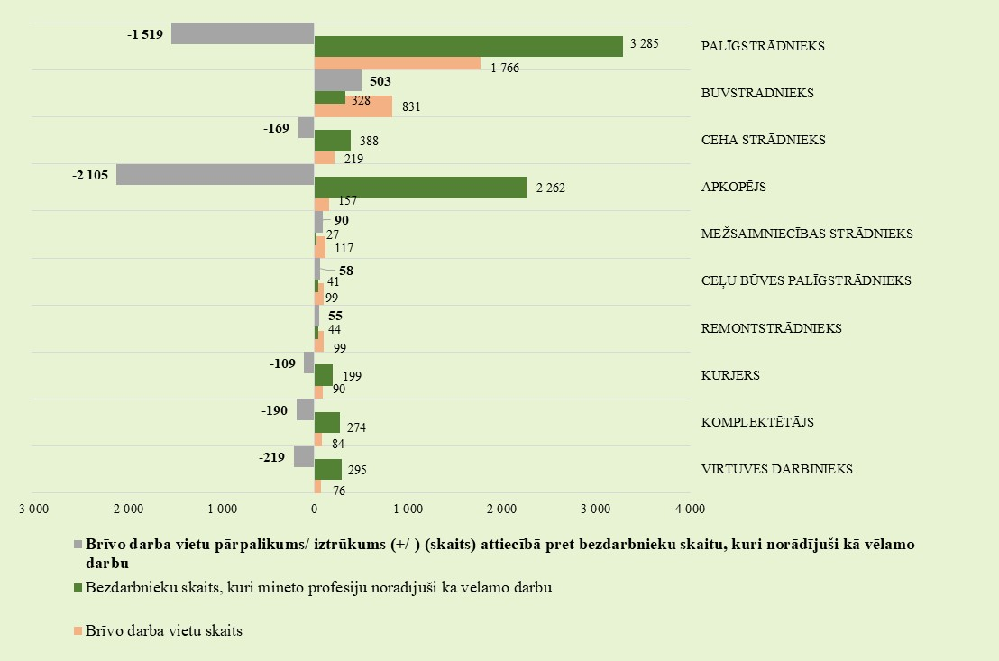 -1 519
3 285
1 766
PALĪGSTRĀDNIEKS
503
328
831
BŪVSTRĀDNIEKS
-169
388
219
CEHA STRĀDNIEKS
-2 105
2 262
157
APKOPĒJS
90
27
117
MEŽSAIMNIECĪBAS STRĀDNIEKS
58
41
99
CEĻU BŪVES PALĪGSTRĀDNIEKS
55
44
99
REMONTSTRĀDNIEKS
-109
199
90
KURJERS
-190
274
84
KOMPLEKTĒTĀJS
-219
295
76
VIRTUVES DARBINIEKS
-3 000 -2 000 -1 000 0 1 000 2 000 3 000 4 000
Brīvo darba vietu pārpalikums/ iztrūkums (+/-) (skaits) attiecībā pret bezdarbnieku skaitu, kuri norādījuši kā vēlamo
darbu
Bezdarbnieku skaits, kuri minēto profesiju norādījuši kā vēlamo darbu
Brīvo darba vietu skaits